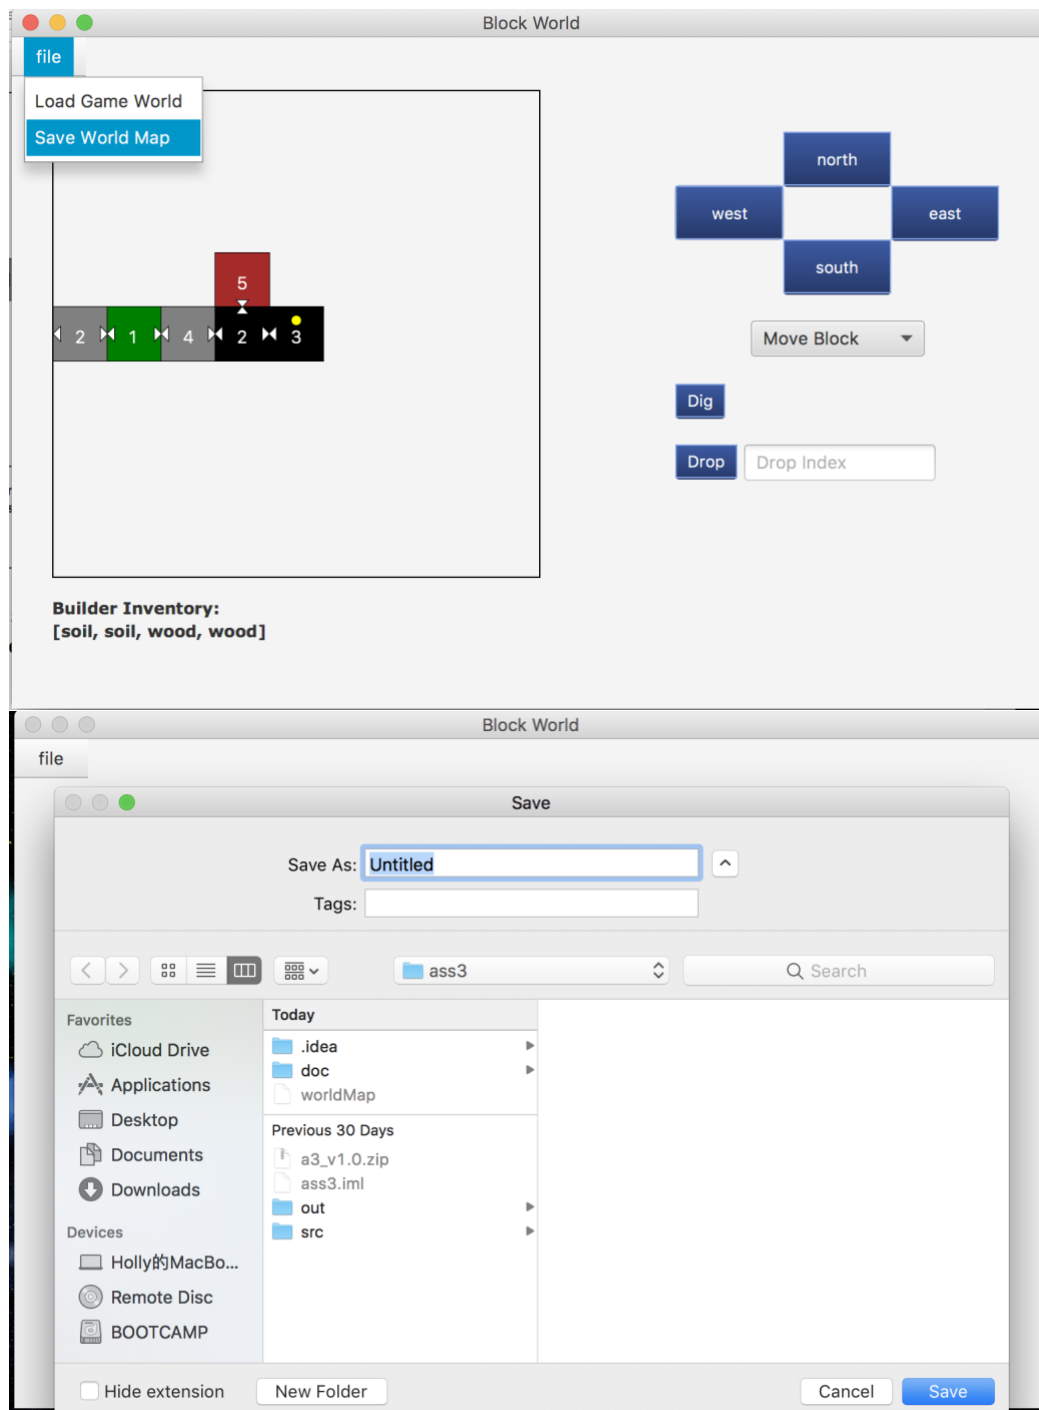 Block World
file
Load Game World
Save World Map
north
west east
south
5
2 1 4 2 3
Move Block
Dig
Drop Drop Index
Builder Inventory:
[soil, soil, wood, wood]
Block World
file
Save
Save As: Untitled
Tags:
ass3 Search
Favorites
iCloud Drive
Applications
Desktop
Documents
Downloads
Devices
Holly的MacBo...
Remote Disc
BOOTCAMP
Today
.idea
doc
worldMap
Previous 30 Days
a3_v1.0.zip
ass3.iml
out
src
Hide extension New Folder Cancel Save